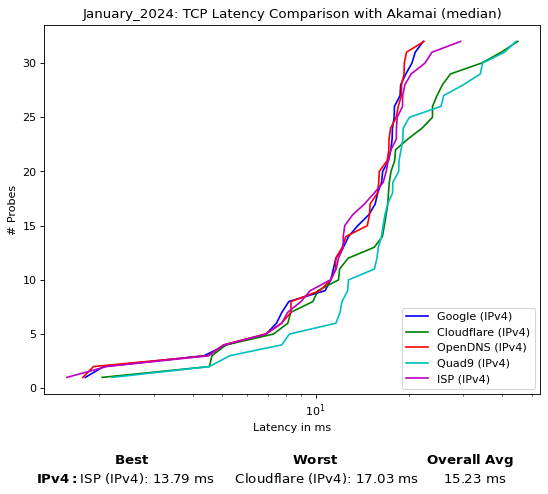 January_2024: TCP Latency Comparison with Akamai (median)
# Probes
30
25
20
15
10
5
0
Google (IPv4)
Cloudflare (IPv4)
OpenDNS (IPv4)
Quad9 (IPv4)
ISP (IPv4)
10¹
Latency in ms
Best Worst Overall Avg
IPv4: ISP (IPv4): 13.79 ms Cloudflare (IPv4): 17.03 ms 15.23 ms